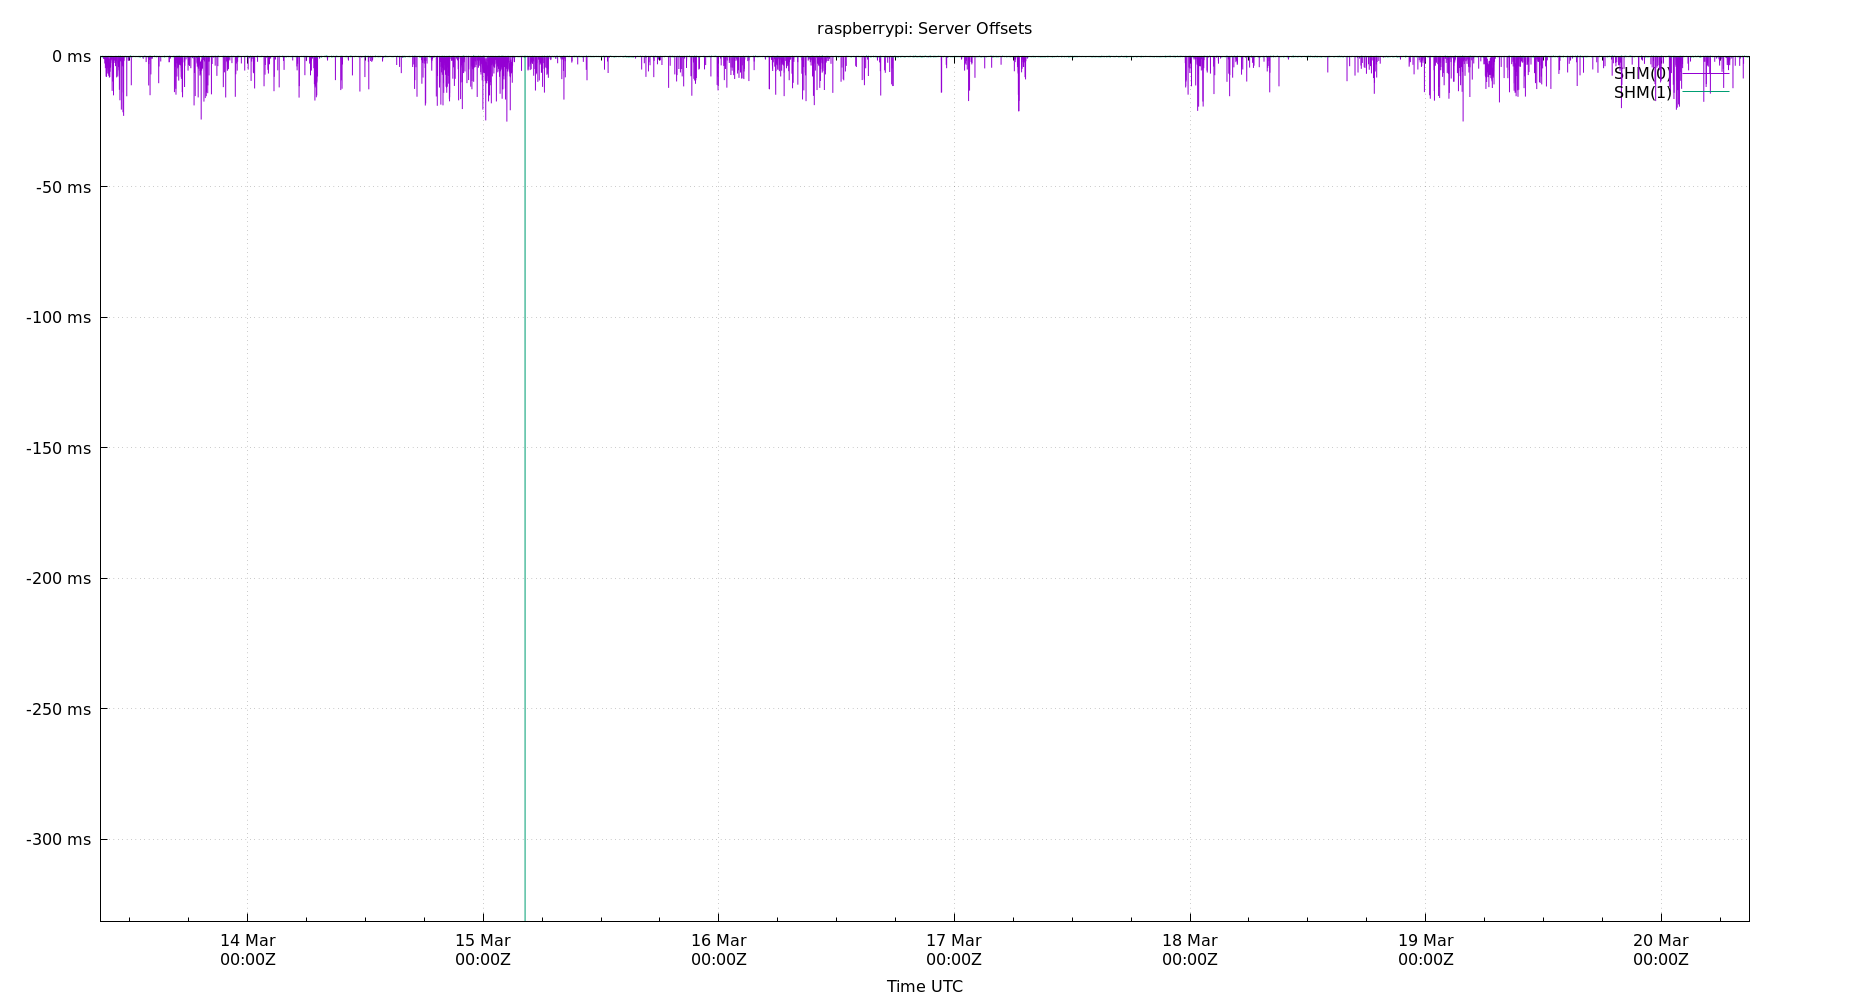 raspberrypi: Server Offsets
0 ms
SHM(0)
SHM(1)
-50 ms
-100 ms
-150 ms
-200 ms
-250 ms
-300 ms
14 Mar 15 Mar 16 Mar 17 Mar 18 Mar 19 Mar 20 Mar
00:00Z 00:00Z 00:00Z 00:00Z 00:00Z 00:00Z 00:00Z
Time UTC